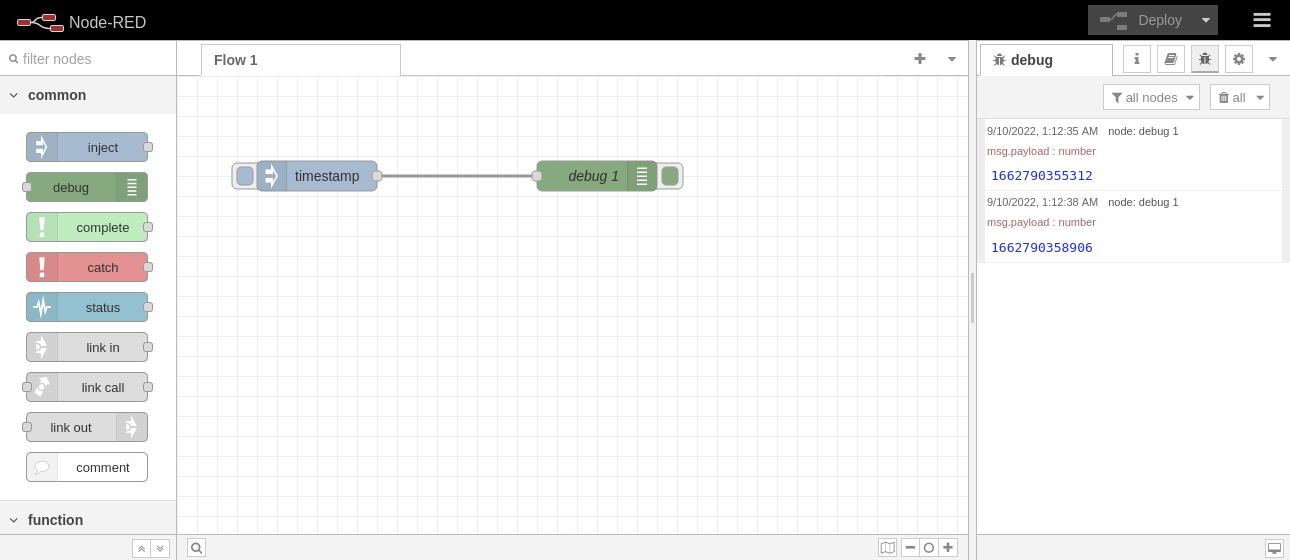 Node-RED
Deploy
filter nodes
Flow 1
debug
i
common
all nodes
all
inject
debug
complete
catch
status
link in
link call
link out
comment
function
timestamp
debug 1
9/10/2022, 1:12:35 AM node: debug 1
msg.payload : number
1662790355312
9/10/2022, 1:12:38 AM node: debug 1
msg.payload : number
1662790358906